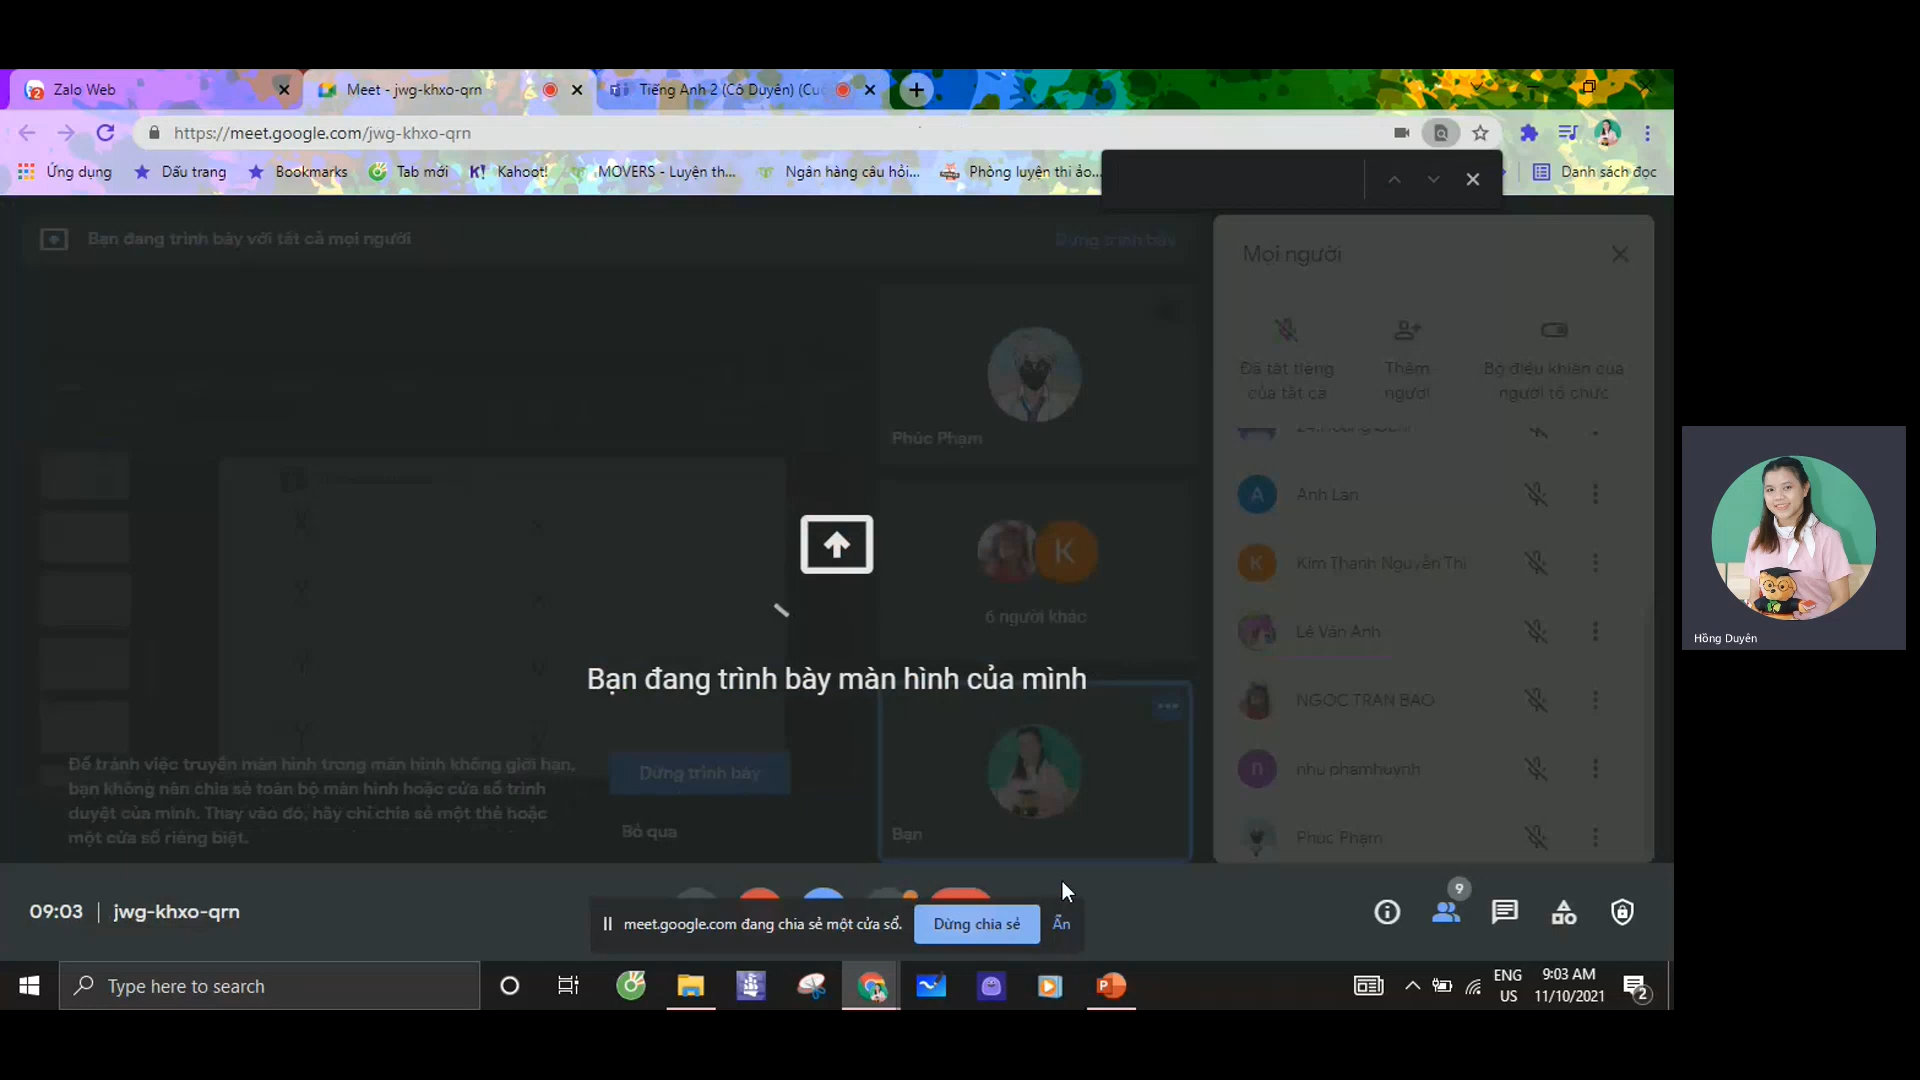 Zalo Web
Meet - jwg-khxo-qrn
Tiếng Anh 2 (Cô Duyên) (Cuộ
https://meet.google.com/jwg-khxo-qrn
Ứng dụng
Dấu trang
Bookmarks
Tab mới
K! Kahoot!
MOVERS - Luyện th...
Ngân hàng câu hỏi...
Phòng luyện thi ảo...
Danh sách đọc
Bạn đang trình bày với tất cả mọi người
Dừng trình bày
Mọi người
Đã tắt tiếng của tất cả
Thêm người
Bộ điều khiển của người tổ chức
Phúc Phạm
Anh Lan
K
Kim Thanh Nguyễn Thị
6 người khác
Lê Vân Anh
Bạn đang trình bày màn hình của mình
NGOC TRAN BAO
Để tránh việc truyền màn hình trong màn hình không giới hạn,
bạn không nên chia sẻ toàn bộ màn hình hoặc cửa sổ trình
duyệt của mình. Thay vào đó, hãy chỉ chia sẻ một thẻ hoặc
một cửa sổ riêng biệt.
Dừng trình bày
Bỏ qua
Bạn
nhu phamhuynh
Phúc Phạm
Hồng Duyên
09:03 | jwg-khxo-qrn
meet.google.com đang chia sẻ một cửa sổ.
Dừng chia sẻ
Ẩn
9
Type here to search
ENG
US
9:03 AM
11/10/2021
2